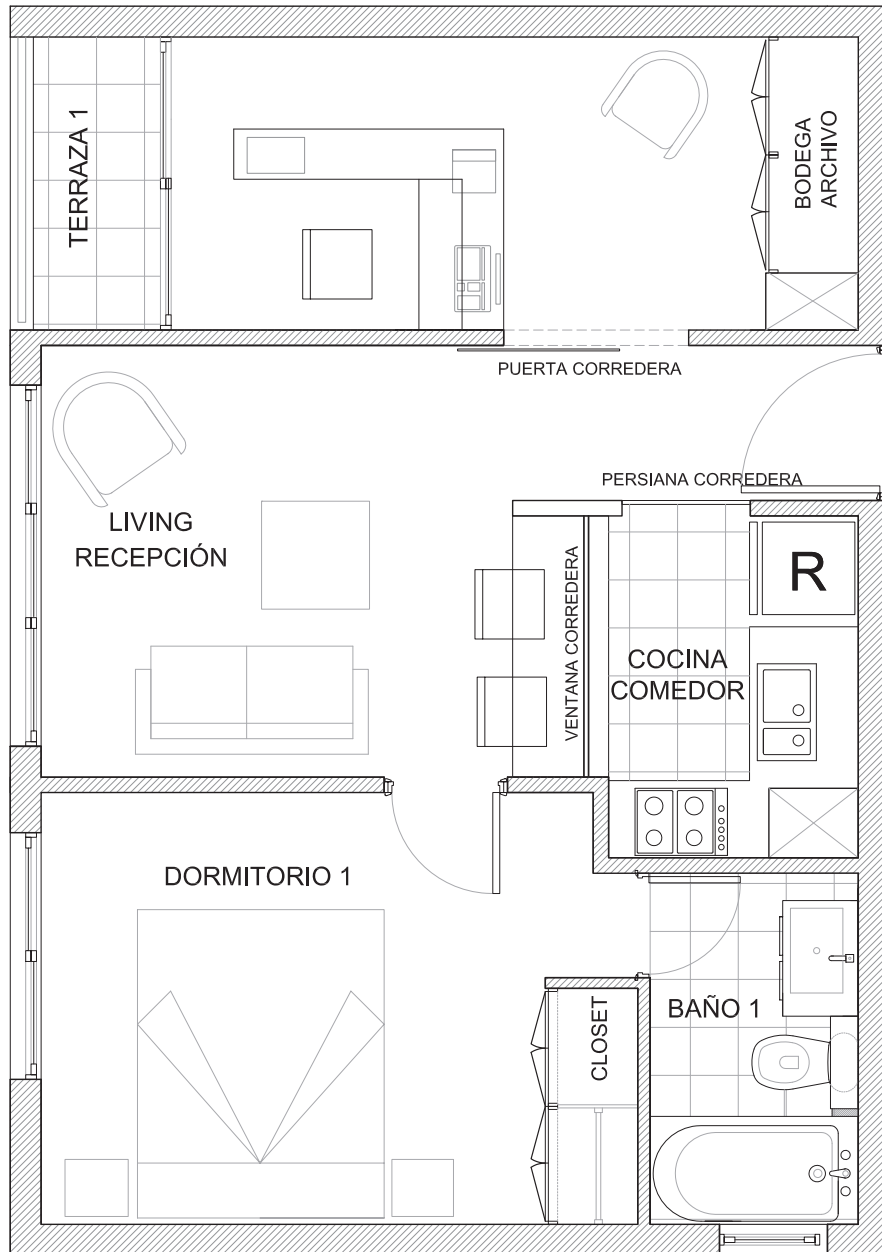 TERRAZA 1
BODEGA
ARCHIVO
PUERTA CORREDERA
PERSIANA CORREDERA
LIVING
RECEPCIÓN
VENTANA CORREDERA
R
COCINA
COMEDOR
DORMITORIO 1
CLOSET
BAÑO 1